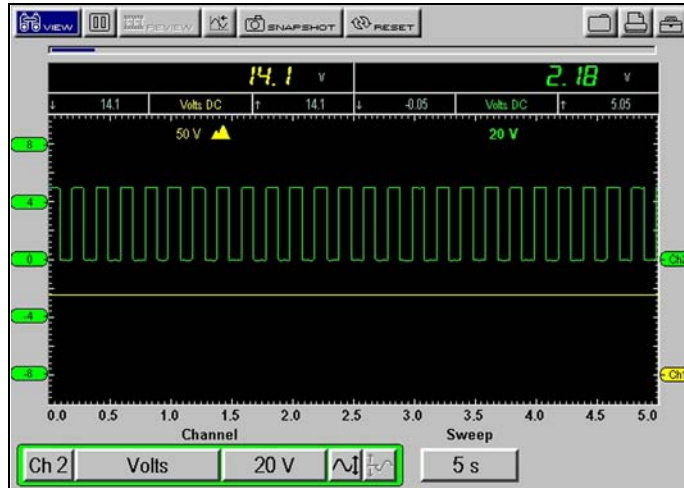 VIEW REVIEW SNAPSHOT RESET
14.1 V 2.18 V
↓ 14.1 Volts DC ↑ 14.1 ↓ -0.05 Volts DC ↑ 5.05
50 V 20 V
8
4
0 Ch2
-4
-8 Ch1
0.0 0.5 1.0 1.5 2.0 2.5 3.0 3.5 4.0 4.5 5.0
Channel Sweep
Ch 2 Volts 20 V 5 s